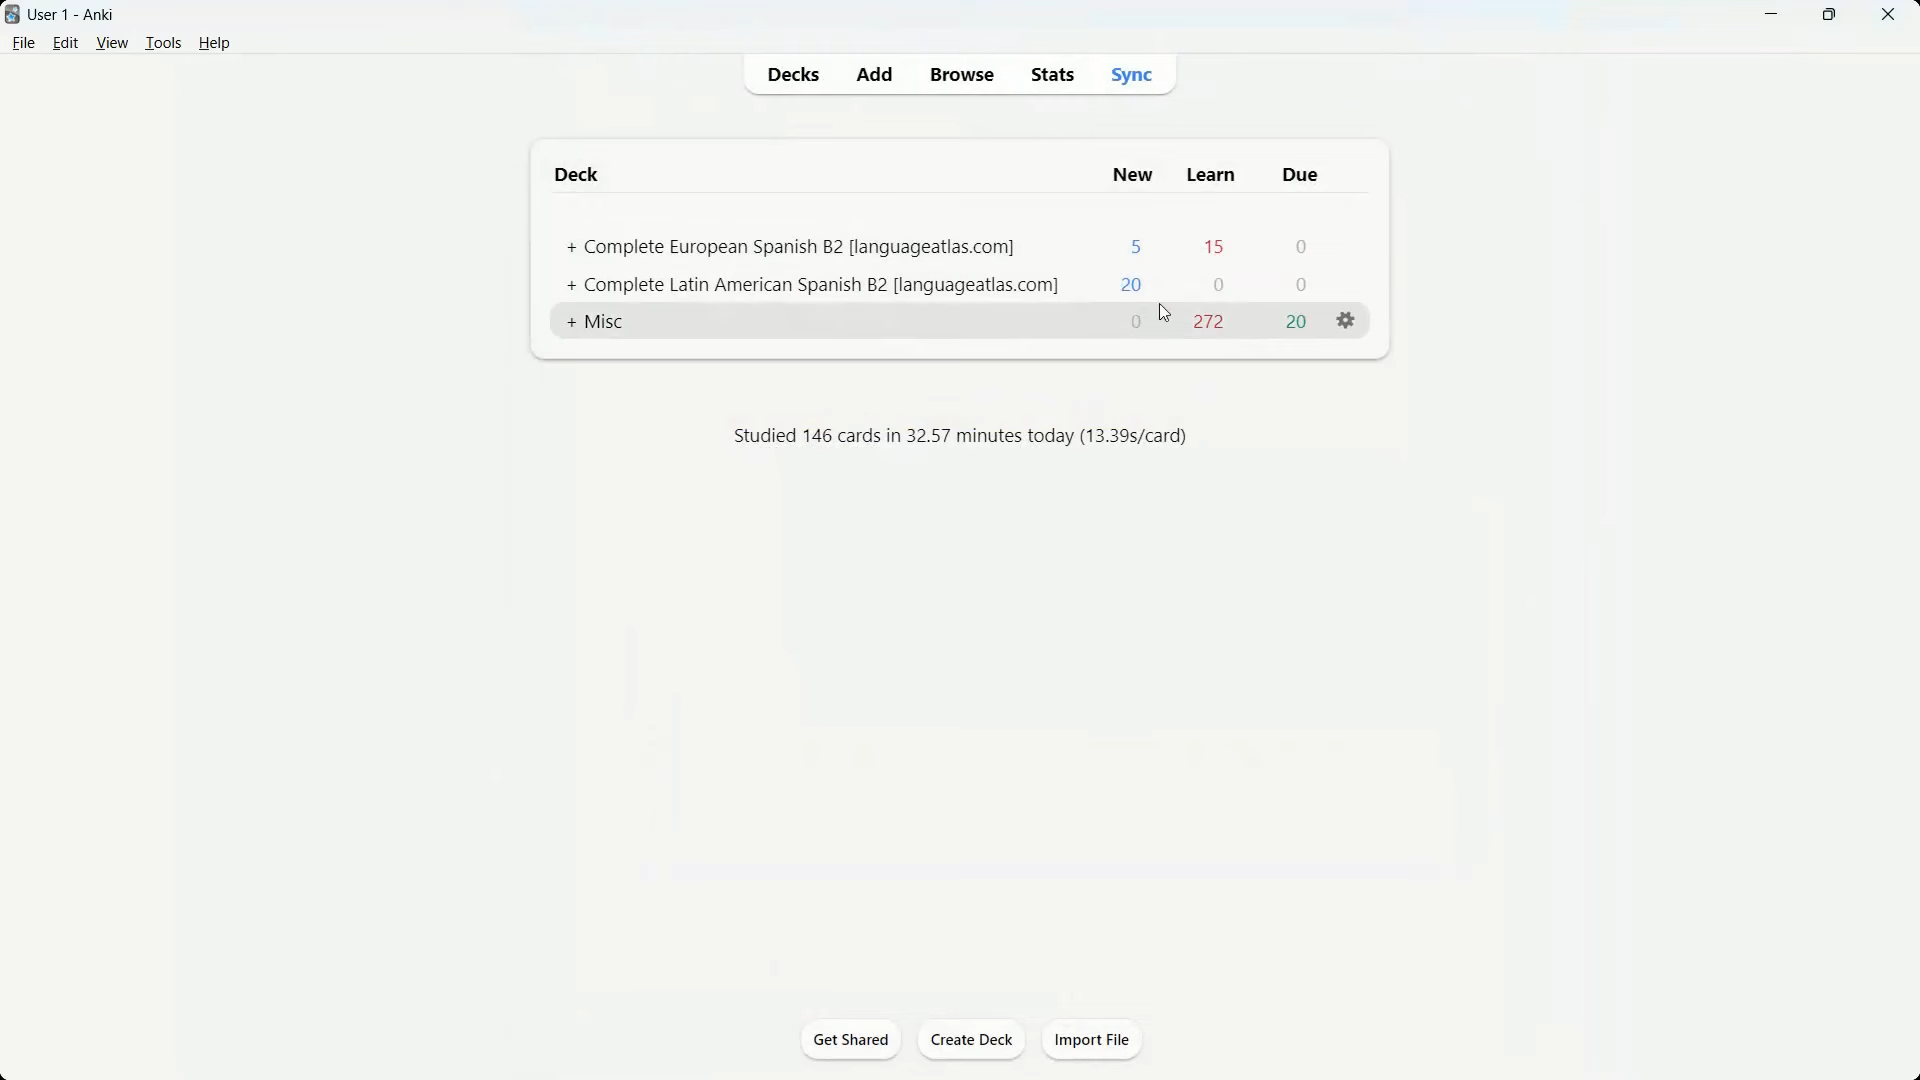 User 1 - Anki
File Edit View Tools Help
Decks Add Browse Stats Sync
Deck New Learn Due
+ Complete European Spanish B2 [languageatlas.com] 5 15 0
+ Complete Latin American Spanish B2 [languageatlas.com] 20 0 0
+ Misc 0 272 20
Studied 146 cards in 32.57 minutes today (13.39s/card)
Get Shared Create Deck Import File